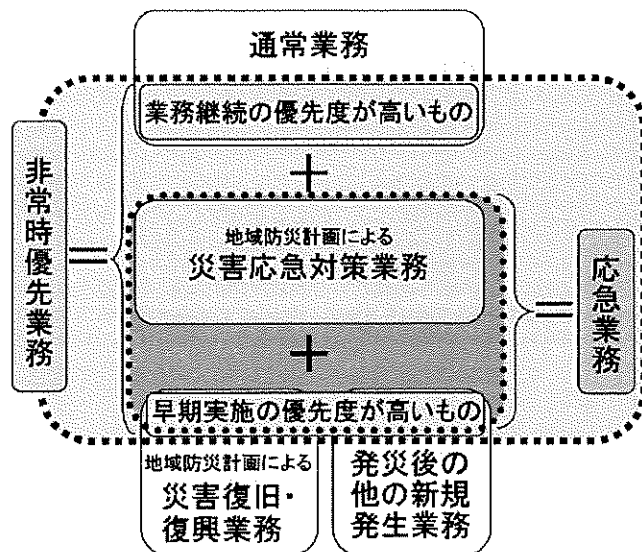 通常業務
業務継続の優先度が高いもの
+
非常時優先業務
=
地域防災計画による
災害応急対策業務
=
応急業務
+
早期実施の優先度が高いもの
地域防災計画による
災害復旧・
復興業務
発災後の
他の新規
発生業務